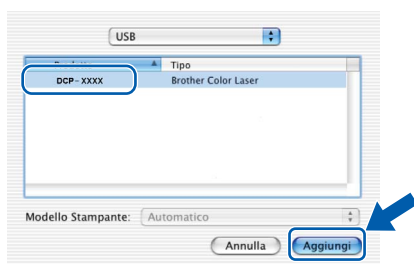 USB
Tipo
DCP-XXXX Brother Color Laser
Modello Stampante: Automatico
Annulla Aggiungi